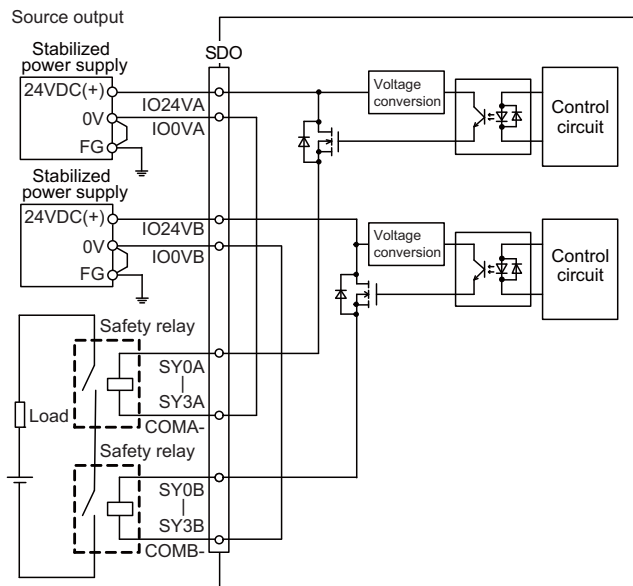 Source output
Stabilized
power supply
SDO
24VDC(+)
0V
FG
IO24VA
IO0VA
Voltage
conversion
Control
circuit
Stabilized
power supply
24VDC(+)
0V
FG
IO24VB
IO0VB
Voltage
conversion
Control
circuit
Safety relay
SY0A
|
SY3A
COMA-
Load
Safety relay
SY0B
|
SY3B
COMB-